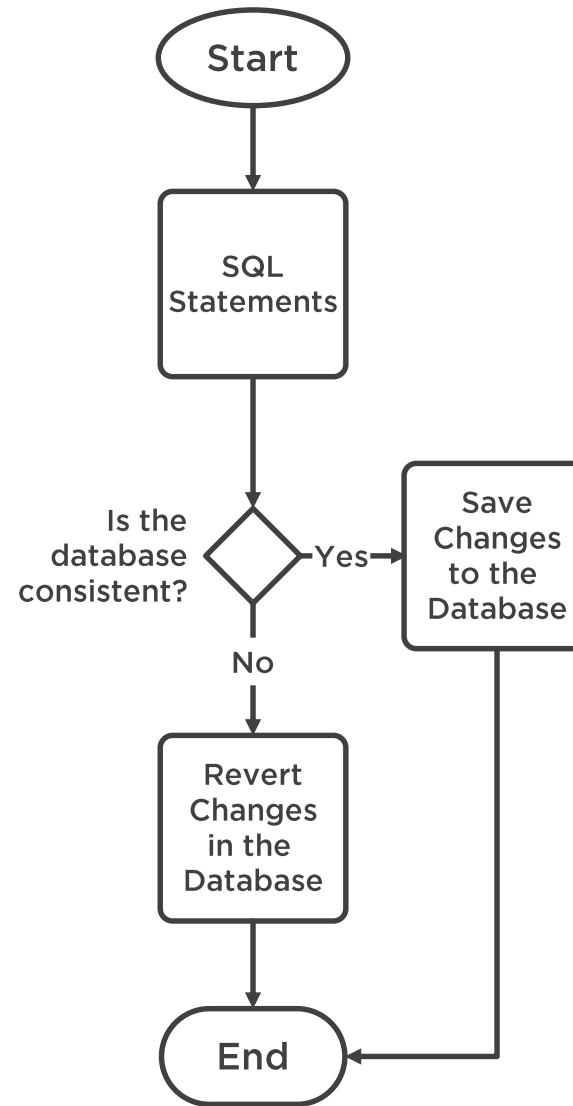 Start
SQL
Statements
Is the
database
consistent?
Yes
Save
Changes
to the
Database
No
Revert
Changes
in the
Database
End